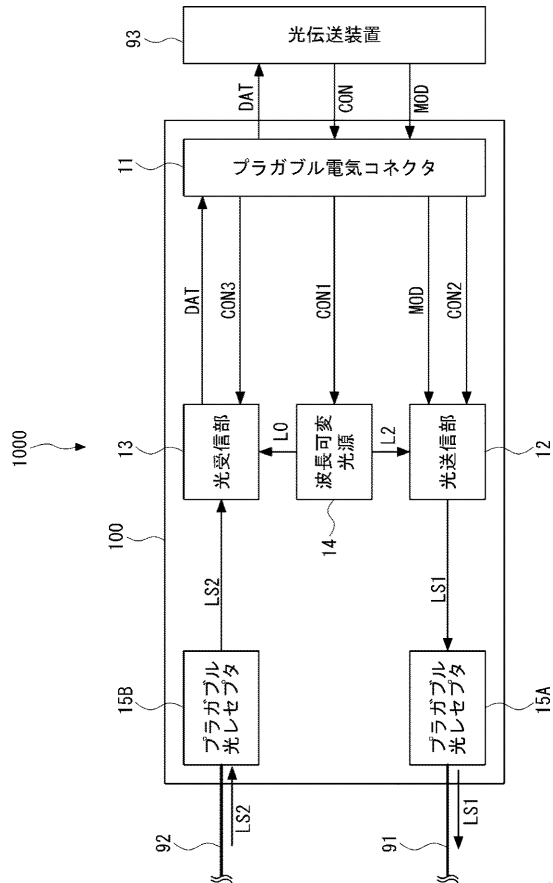 1000
93
光伝送装置
DAT
CON
MOD
100
11
プラガブル電気コネクタ
DAT
CON3
CON1
MOD
CON2
13
光受信部
L0
波長可変
光源
14
L2
光送信部
12
LS2
LS1
15B
プラガブル
光レセプタ
プラガブル
光レセプタ
15A
92
LS2
91
LS1